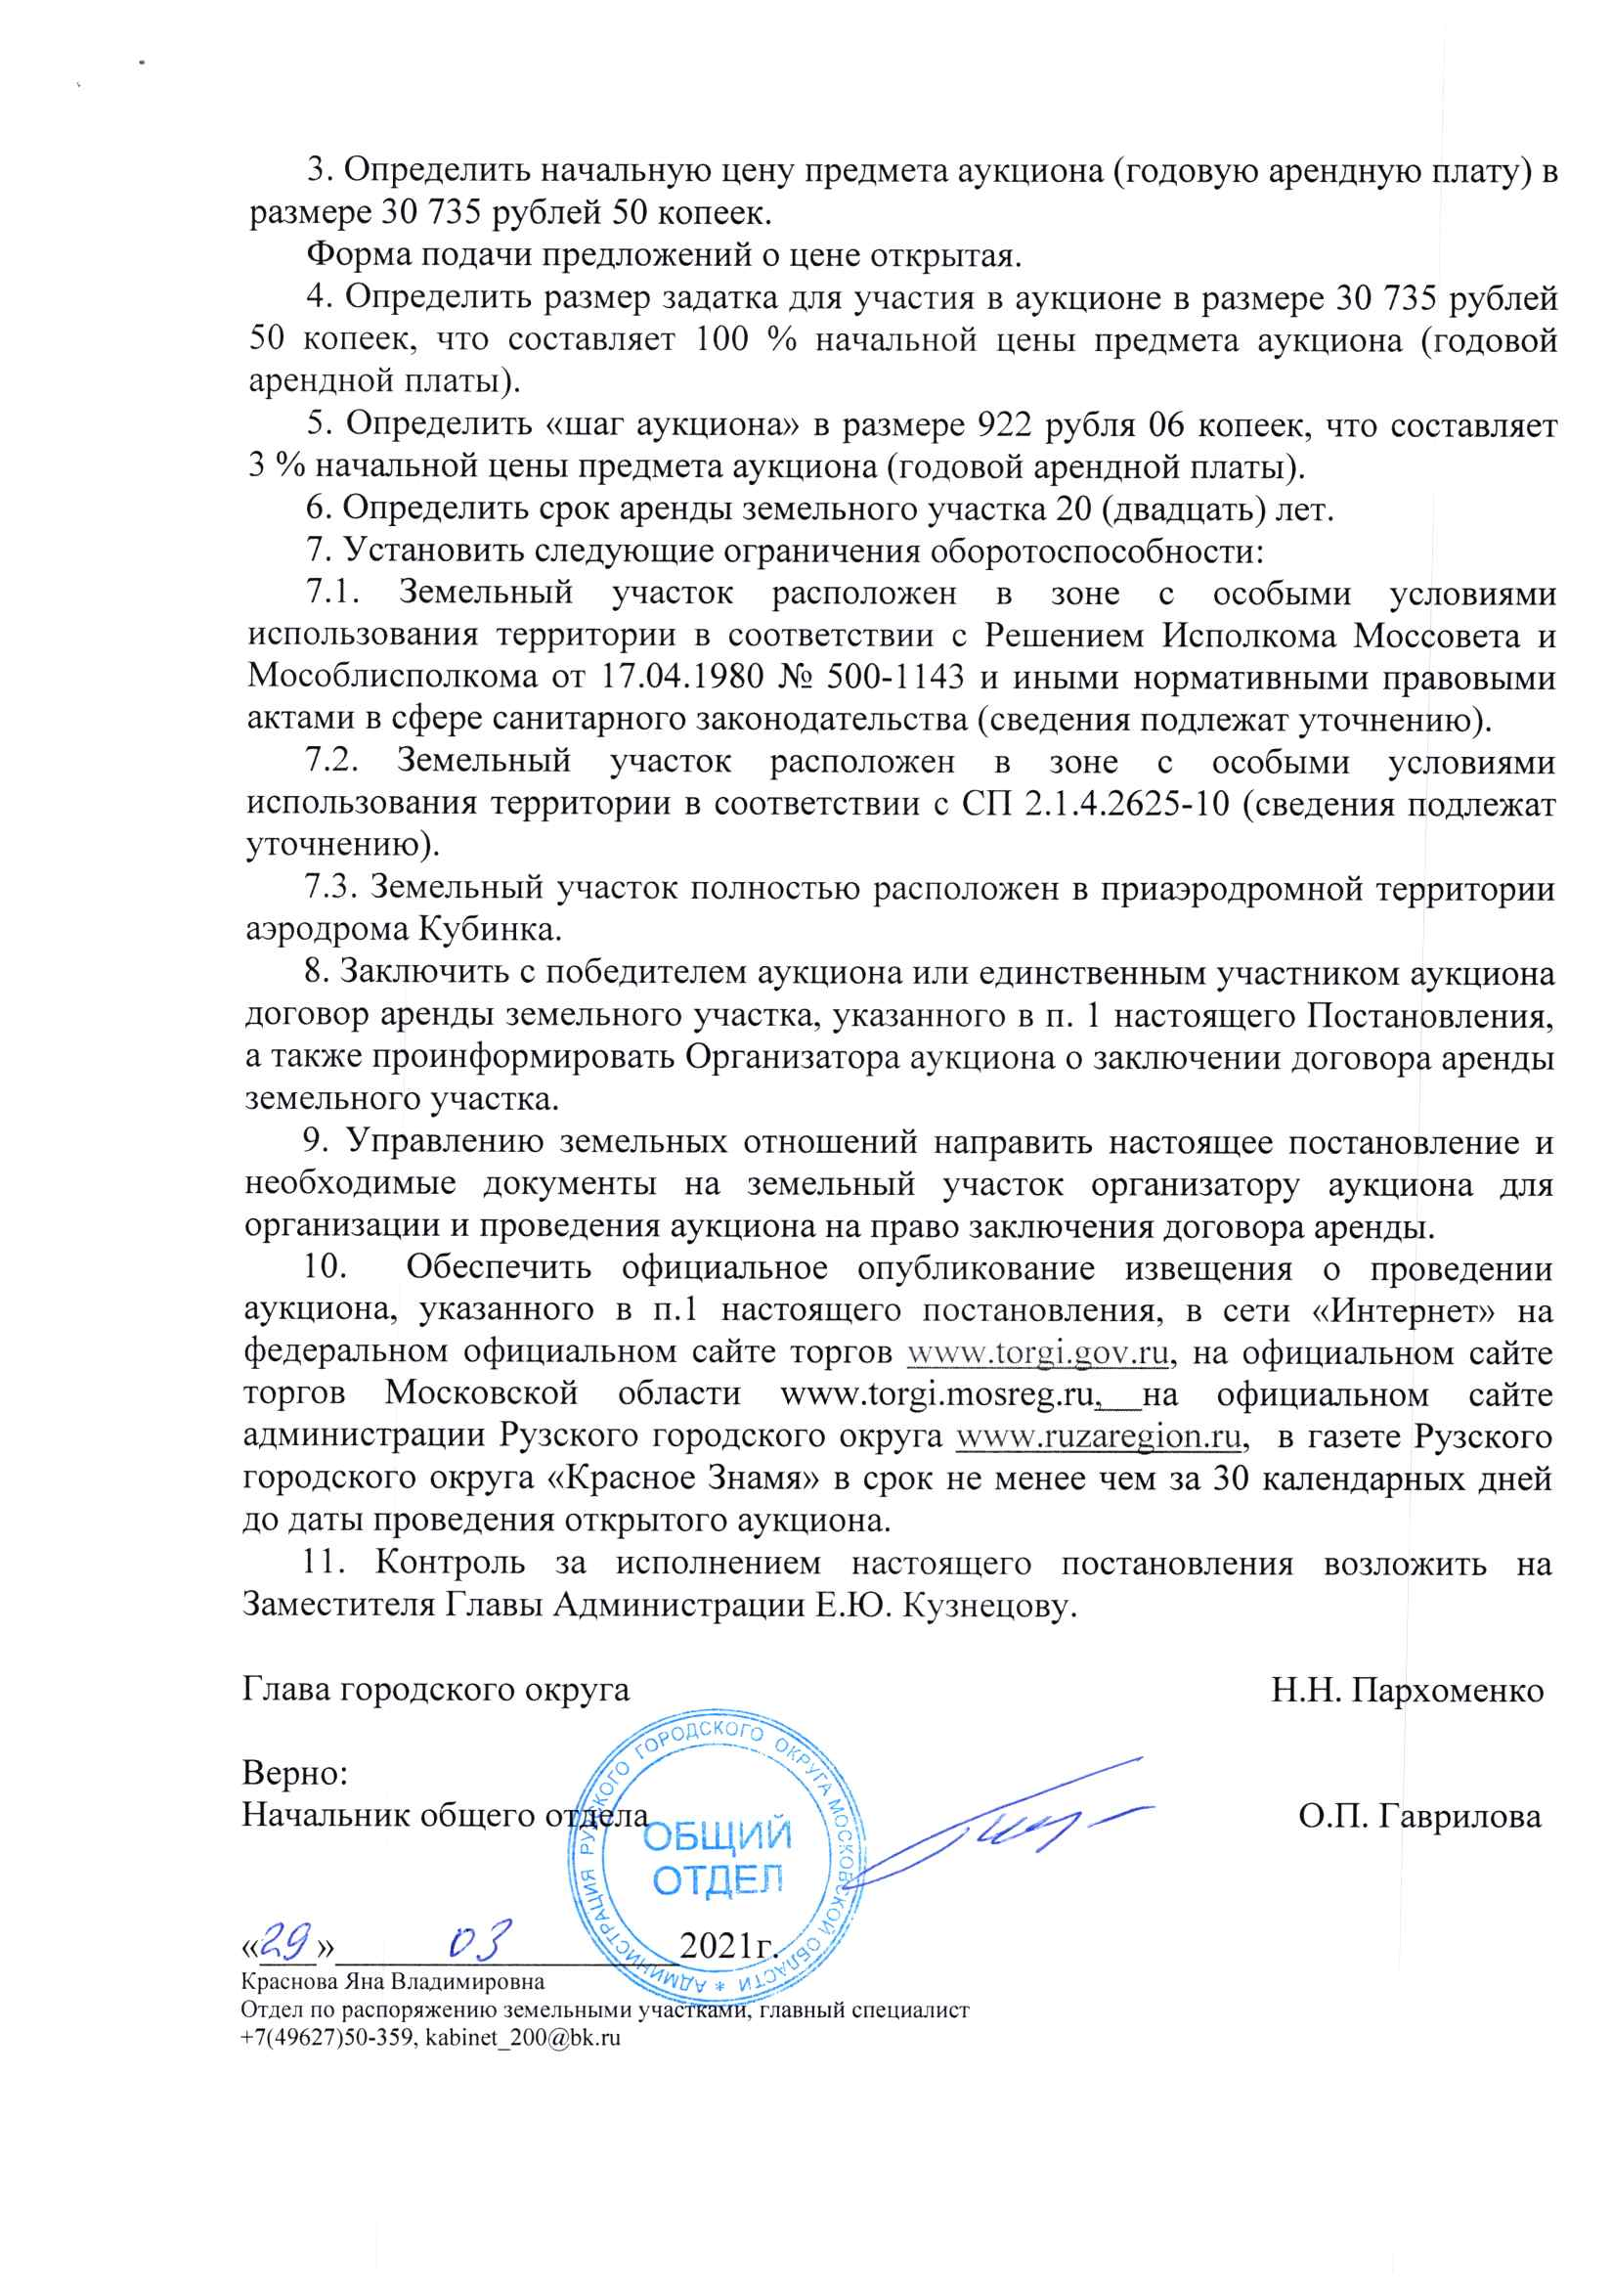 3. Определить начальную цену предмета аукциона (годовую арендную плату) в
размере 30 735 рублей 50 копеек.
Форма подачи предложений о цене открытая.
4. Определить размер задатка для участия в аукционе в размере 30 735 рублей
50 копеек, что составляет 100 % начальной цены предмета аукциона (годовой
арендной платы).
5. Определить «шаг аукциона» в размере 922 рубля 06 копеек, что составляет
3 % начальной цены предмета аукциона (годовой арендной платы).
6. Определить срок аренды земельного участка 20 (двадцать) лет.
7. Установить следующие ограничения оборотоспособности:
7.1. Земельный участок расположен в зоне с особыми условиями
использования территории в соответствии с Решением Исполкома Моссовета и
Мособлисполкома от 17.04.1980 № 500-1143 и иными нормативными правовыми
актами в сфере санитарного законодательства (сведения подлежат уточнению).
7.2. Земельный участок расположен в зоне с особыми условиями
использования территории в соответствии с СП 2.1.4.2625-10 (сведения подлежат
уточнению).
7.3. Земельный участок полностью расположен в приаэродромной территории
аэродрома Кубинка.
8. Заключить с победителем аукциона или единственным участником аукциона
договор аренды земельного участка, указанного в п. 1 настоящего Постановления,
а также проинформировать Организатора аукциона о заключении договора аренды
земельного участка.
9. Управлению земельных отношений направить настоящее постановление и
необходимые документы на земельный участок организатору аукциона для
организации и проведения аукциона на право заключения договора аренды.
10. Обеспечить официальное опубликование извещения о проведении
аукциона, указанного в п.1 настоящего постановления, в сети «Интернет» на
федеральном официальном сайте торгов www.torgi.gov.ru, на официальном сайте
торгов Московской области www.torgi.mosreg.ru, на официальном сайте
администрации Рузского городского округа www.ruzaregion.ru, в газете Рузского
городского округа «Красное Знамя» в срок не менее чем за 30 календарных дней
до даты проведения открытого аукциона.
11. Контроль за исполнением настоящего постановления возложить на
Заместителя Главы Администрации Е.Ю. Кузнецову.
Глава городского округа Н.Н. Пархоменко
Верно:
Начальник общего отдела О.П. Гаврилова
АДМИНИСТРАЦИЯ РУЗСКОГО ГОРОДСКОГО ОКРУГА МОСКОВСКОЙ ОБЛАСТИ *
ОБЩИЙ
ОТДЕЛ
«29» 03 2021г.
Краснова Яна Владимировна
Отдел по распоряжению земельными участками, главный специалист
+7(49627)50-359, kabinet_200@bk.ru